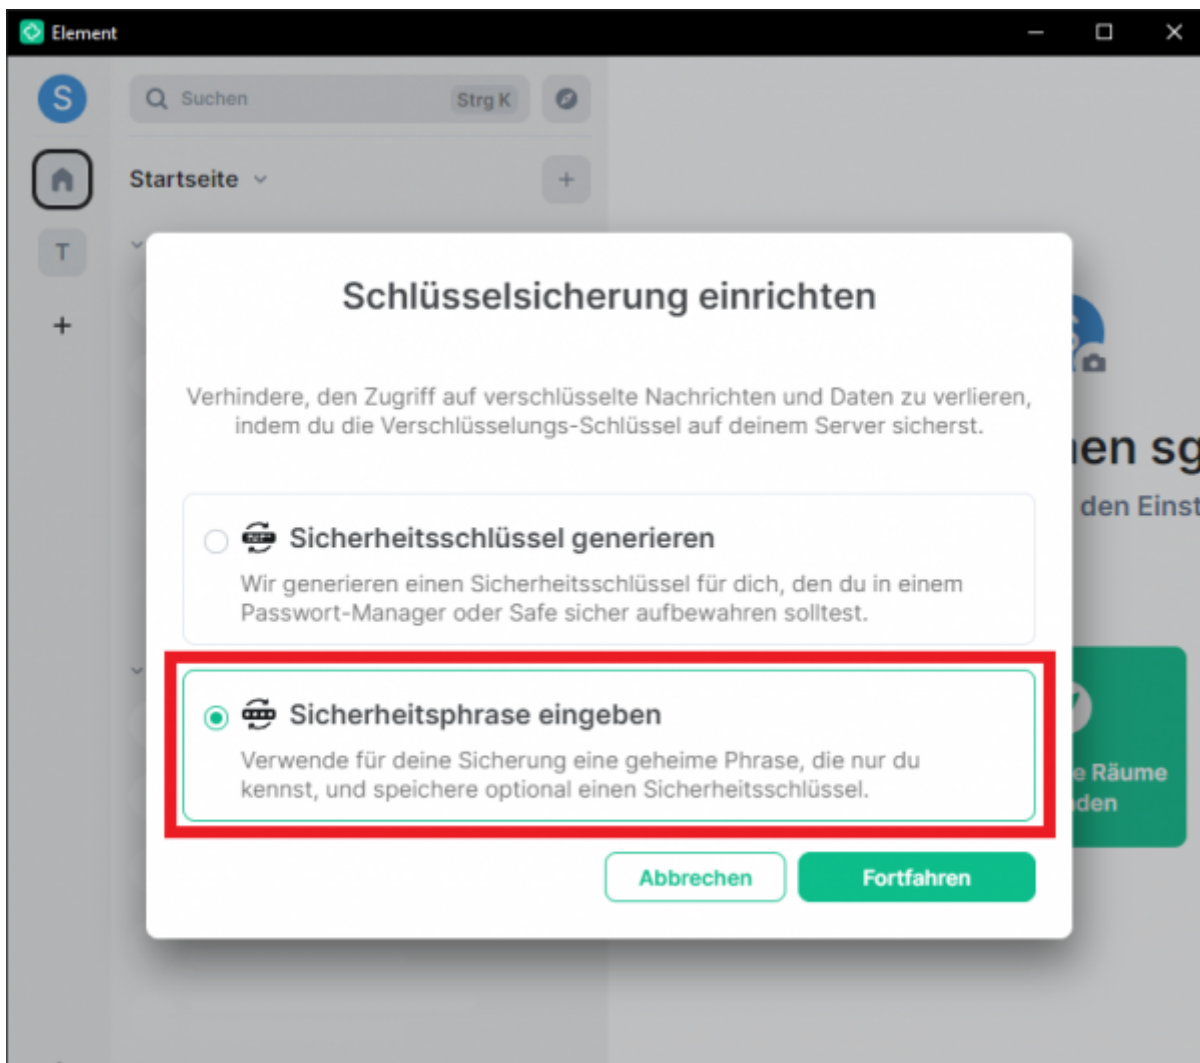 Element
S
Suchen
Strg K
Startseite
T
Schlüsselsicherung einrichten
Verhindere, den Zugriff auf verschlüsselte Nachrichten und Daten zu verlieren,
indem du die Verschlüsselungs-Schlüssel auf deinem Server sicherst.
Sicherheitsschlüssel generieren
Wir generieren einen Sicherheitsschlüssel für dich, den du in einem
Passwort-Manager oder Safe sicher aufbewahren solltest.
Sicherheitsphrase eingeben
Verwende für deine Sicherung eine geheime Phrase, die nur du
kennst, und speichere optional einen Sicherheitsschlüssel.
Abbrechen
Fortfahren
den Einst
Räume